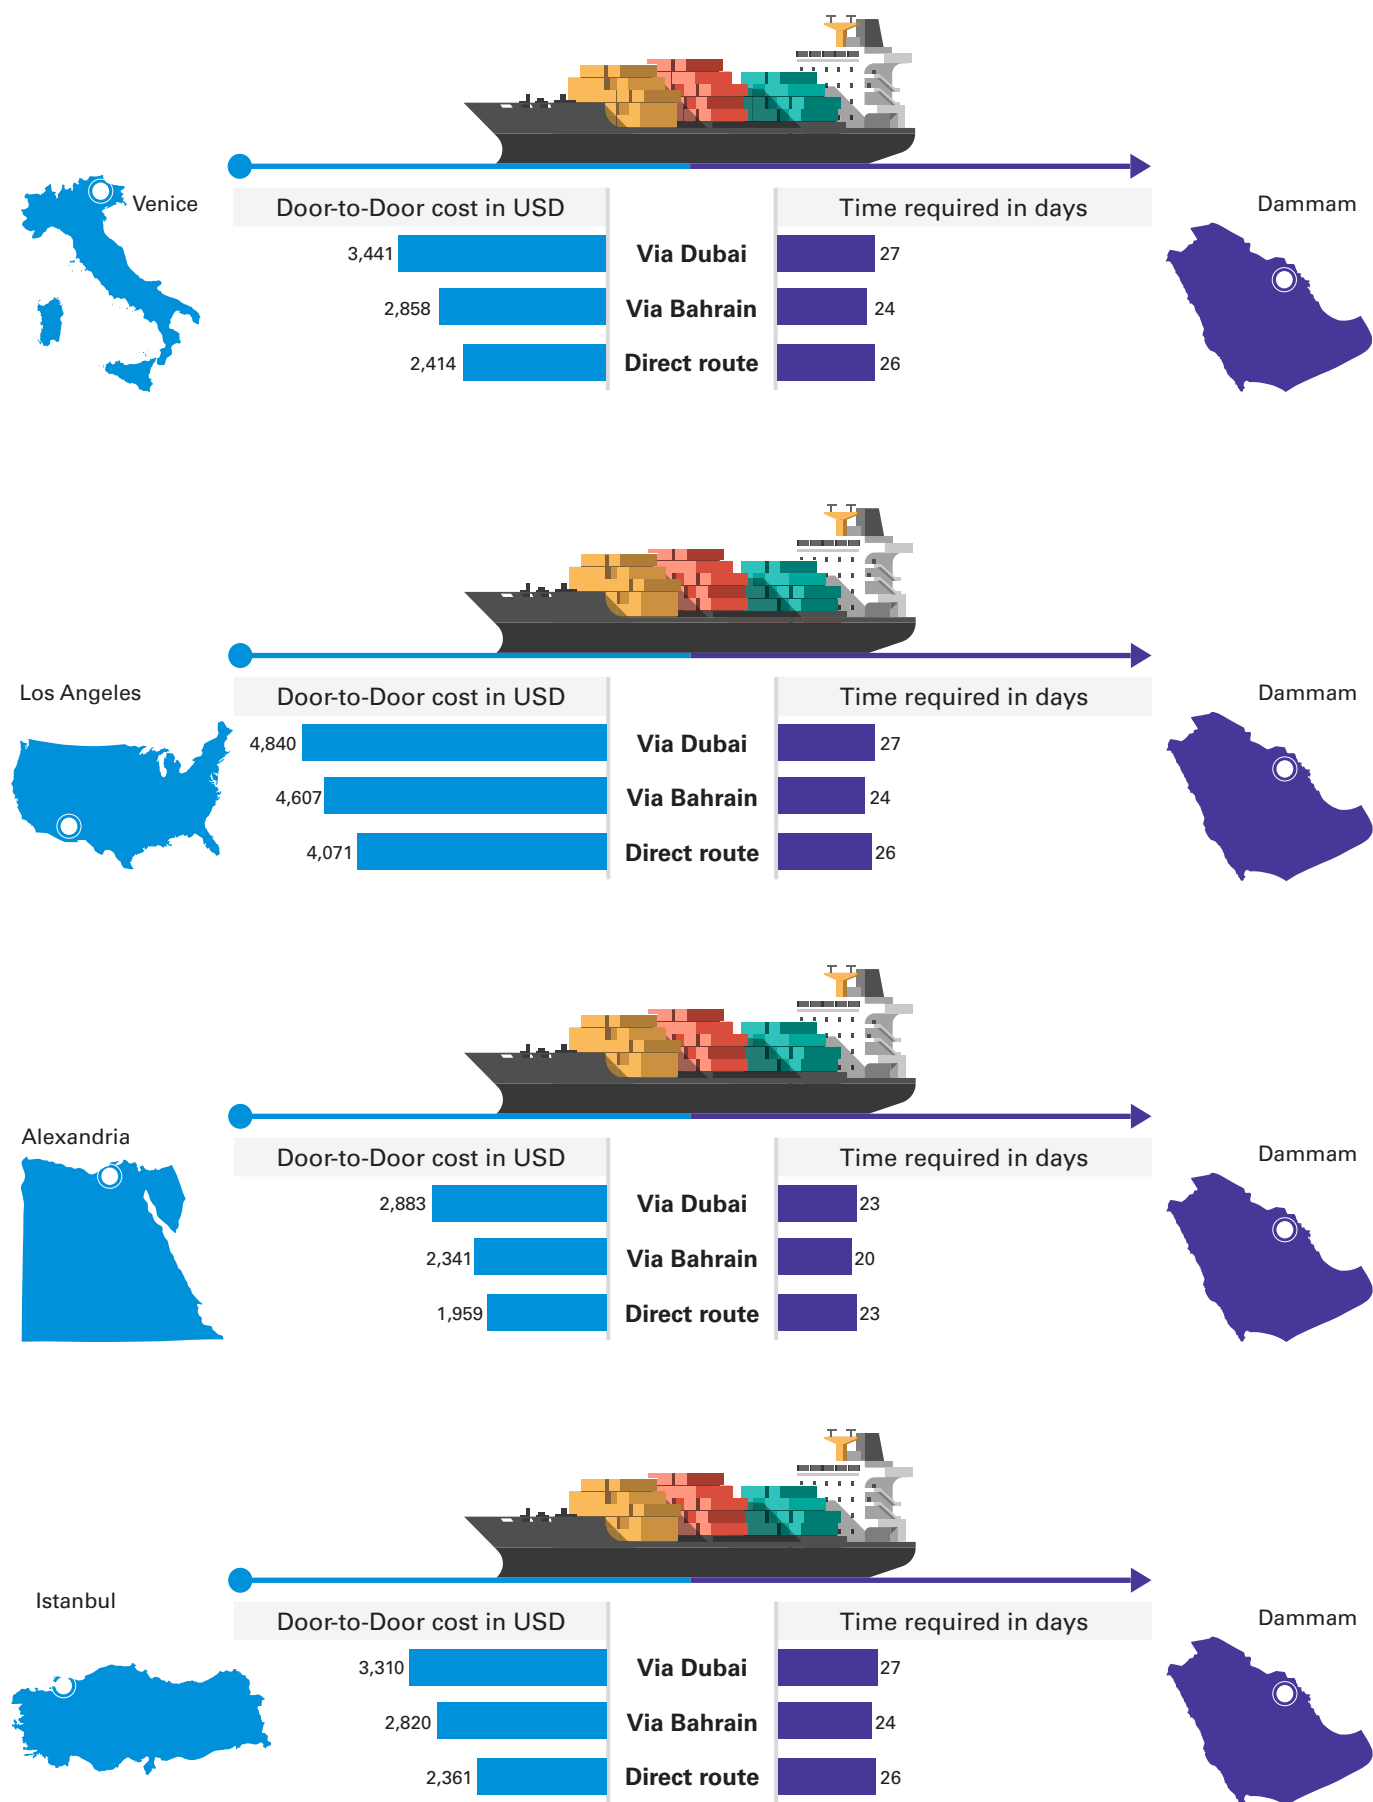 Venice
Door-to-Door cost in USD
Time required in days
Dammam
3,441 Via Dubai 27
2,858 Via Bahrain 24
2,414 Direct route 26
Los Angeles
Door-to-Door cost in USD
Time required in days
Dammam
4,840 Via Dubai 27
4,607 Via Bahrain 24
4,071 Direct route 26
Alexandria
Door-to-Door cost in USD
Time required in days
Dammam
2,883 Via Dubai 23
2,341 Via Bahrain 20
1,959 Direct route 23
Istanbul
Door-to-Door cost in USD
Time required in days
Dammam
3,310 Via Dubai 27
2,820 Via Bahrain 24
2,361 Direct route 26